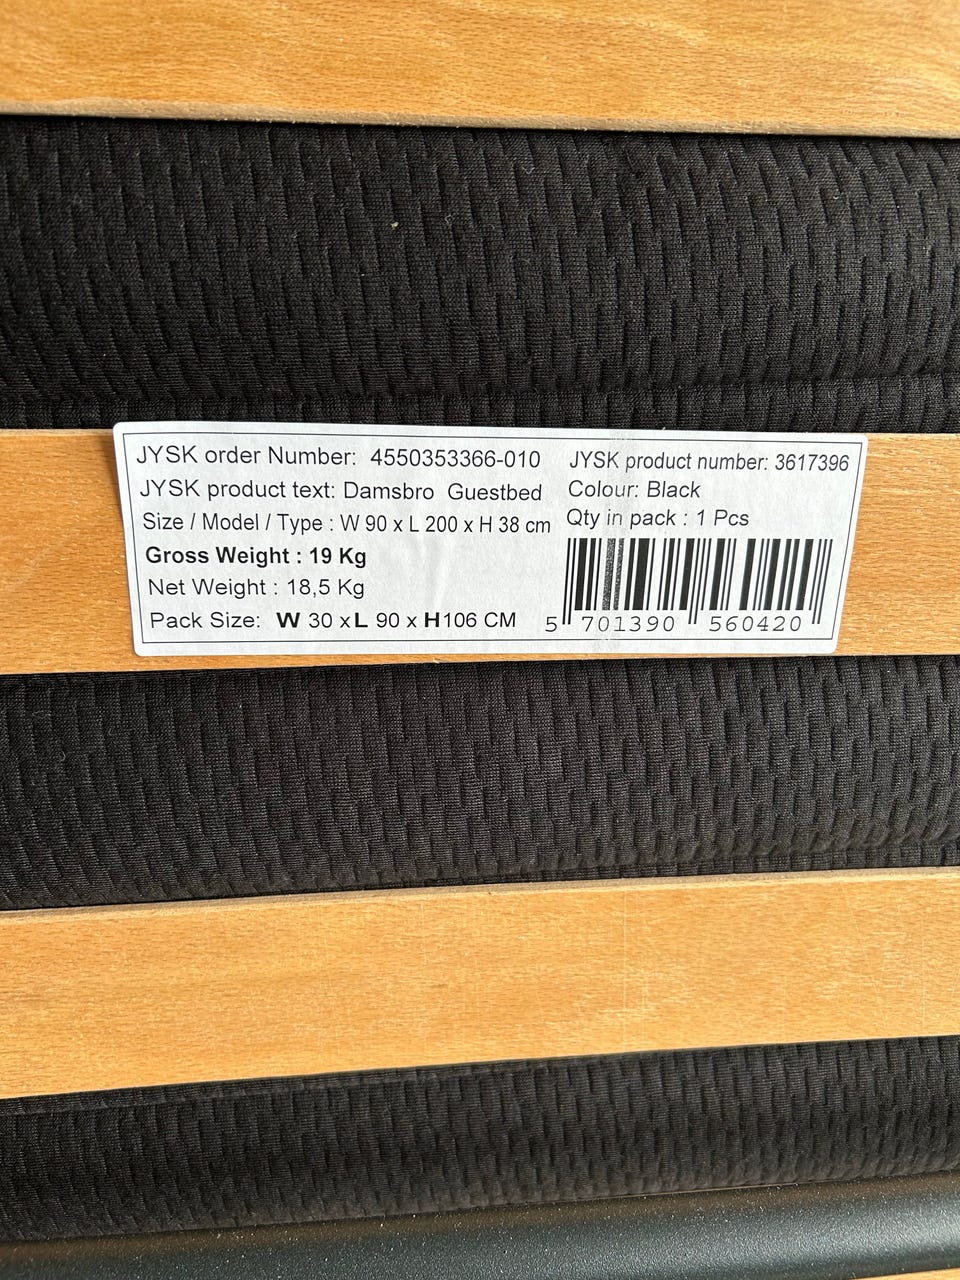 JYSK order Number: 4550353366-010
JYSK product text: Damsbro Guestbed
Size / Model / Type : W 90 x L 200 x H 38 cm
Gross Weight : 19 Kg
Net Weight : 18,5 Kg
Pack Size: W 30 x L 90 x H106 CM
JYSK product number: 3617396
Colour: Black
Qty in pack : 1 Pcs
5 701390 560420